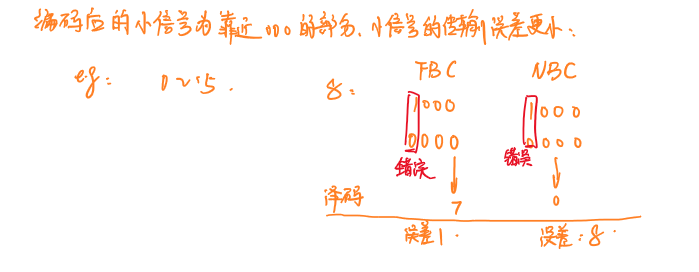 编码后的小信号为靠近000的部分,小信号的传输误差更小:
e.g: 0~15.
8:
FBC NBC
1000 1000
0000 0000
错误 错误
译码 7 0
误差1. 误差:8.